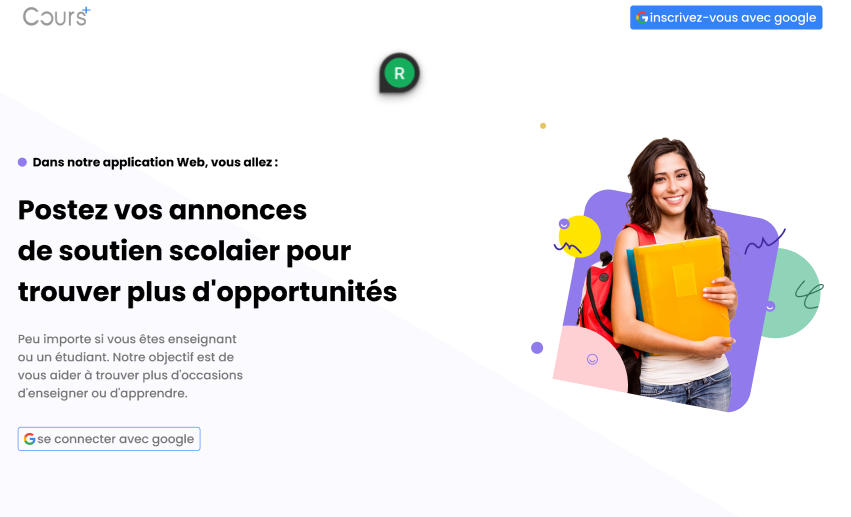 Cours+
inscrivez-vous avec google
R
Dans notre application Web, vous allez :
Postez vos annonces
de soutien scolaier pour
trouver plus d'opportunités
Peu importe si vous êtes enseignant
ou un étudiant. Notre objectif est de
vous aider à trouver plus d'occasions
d'enseigner ou d'apprendre.
se connecter avec google